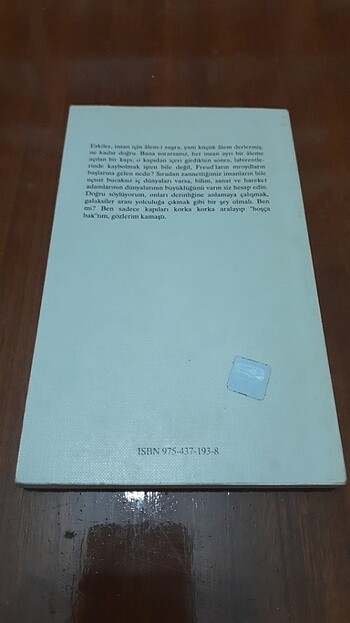 Eskiler, insan için âlem-i sugra, yani küçük âlem derlermiş,
ne kadar doğru. Bana sorarsanız, her insan ayrı bir âleme
açılan bir kapı; o kapıdan içeri girdikten sonra, labirentle-
rinde kaybolmak işten bile değil, Freud'ların
başlarına gelen nedir? Sıradan zannettiğimiz insanların bile
uçsuz bucaksız iç dünyaları varsa, bilim, sanat ve hareket
adamlarının dünyalarının büyüklüğünü varın siz hesap edin.
Doğru söylüyorum, onları derinliğine anlamaya çalışmak,
galaksiler arası yolculuğa çıkmak gibi bir şey olmalı. Ben
mi? Ben sadece kapıları korka korka aralayıp "hoşça
bak"tım, gözlerim kamaştı.
ISBN 975-437-193-8